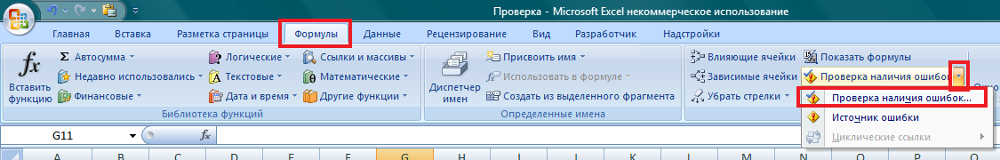 Проверка - Microsoft Excel некоммерческое использование
Главная Вставка Разметка страницы Формулы Данные Рецензирование Вид Разработчик Надстройки
fx Вставить функцию
Σ Автосумма
Недавно использовались
Финансовые
Логические
Текстовые
Дата и время
Ссылки и массивы
Математические
Другие функции
Библиотека функций
Диспетчер имен
Присвоить имя
Использовать в формуле
Создать из выделенного фрагмента
Определенные имена
Влияющие ячейки
Зависимые ячейки
Убрать стрелки
Показать формулы
Проверка наличия ошибок
Проверка наличия ошибок...
Источник ошибки
Циклические ссылки
G11 fx
A B C D E F G H I J K L M N O P Q